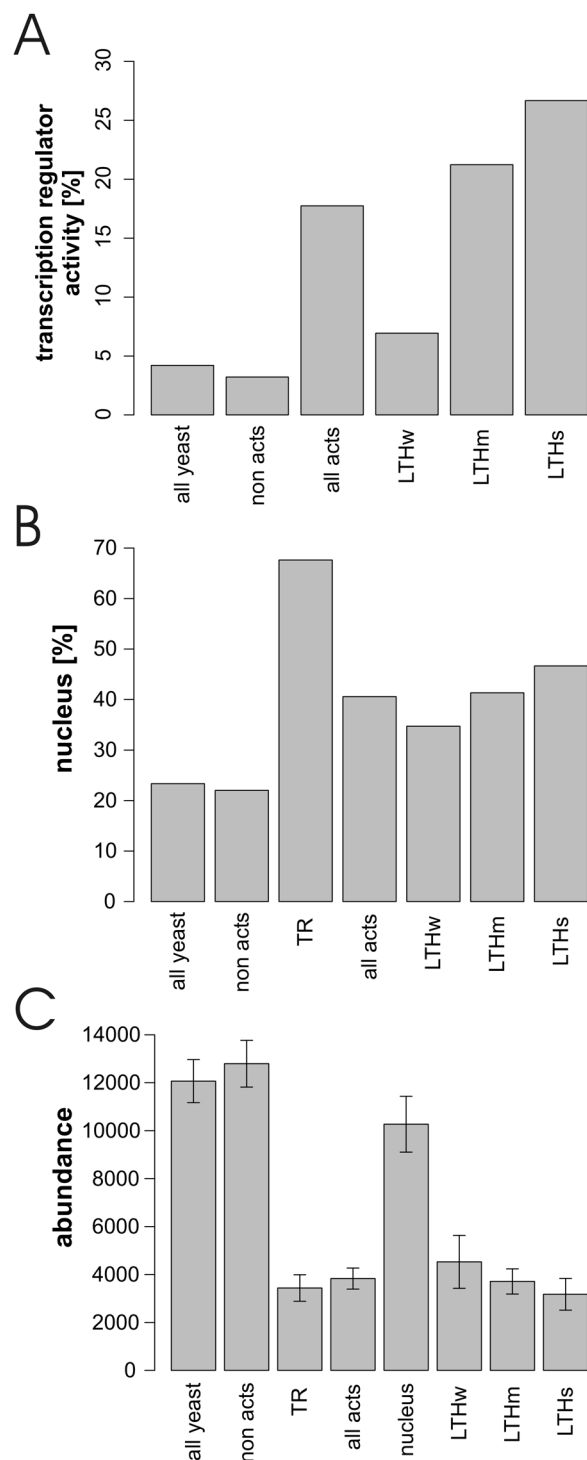 A
transcription regulator
activity [%]
30
25
20
15
10
5
0
all yeast
non acts
all acts
LTHw
LTHm
LTHs
B
nucleus [%]
70
60
50
40
30
20
10
0
all yeast
non acts
TR
all acts
LTHw
LTHm
LTHs
C
abundance
14000
12000
10000
8000
6000
4000
2000
0
all yeast
non acts
TR
all acts
nucleus
LTHw
LTHm
LTHs